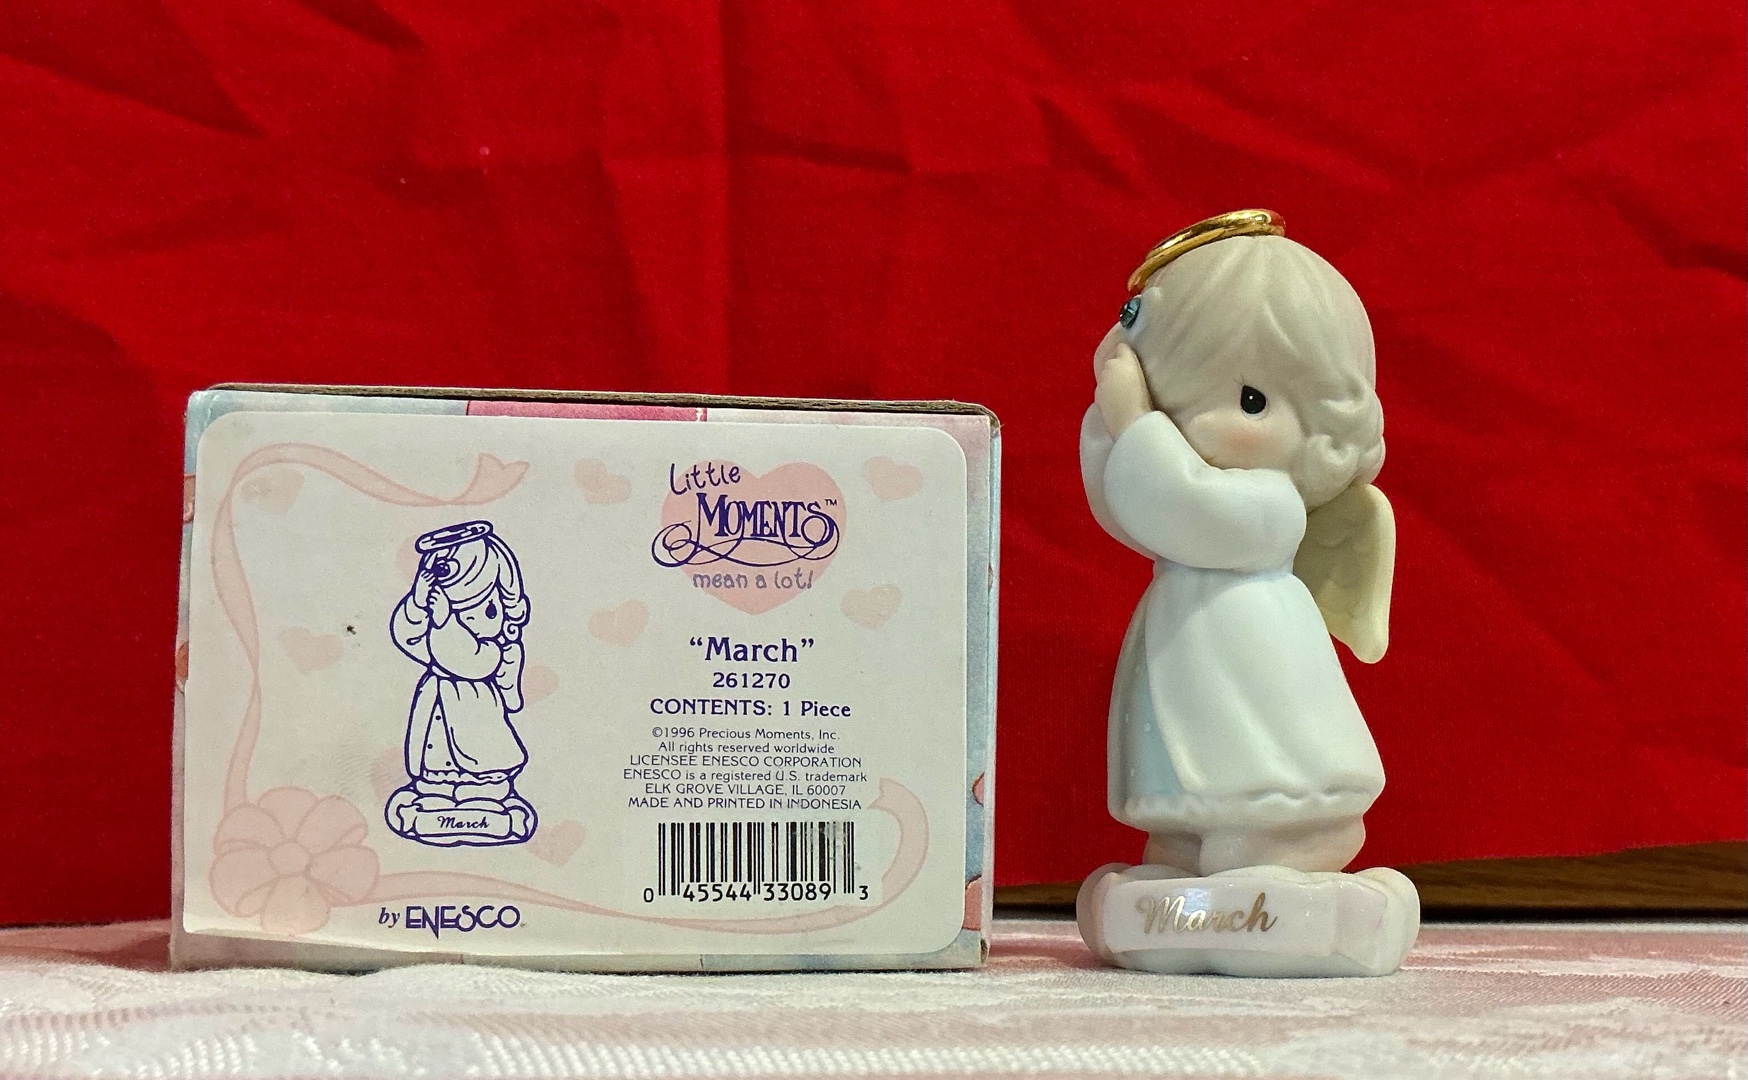 Little
MOMENTS™
mean a lot!
“March”
261270
CONTENTS: 1 Piece
©1996 Precious Moments, Inc.
All rights reserved worldwide
LICENSEE ENESCO CORPORATION
ENESCO is a registered U.S. trademark
ELK GROVE VILLAGE, IL 60007
MADE AND PRINTED IN INDONESIA
0 45544 33089 3
March
by ENESCO
March